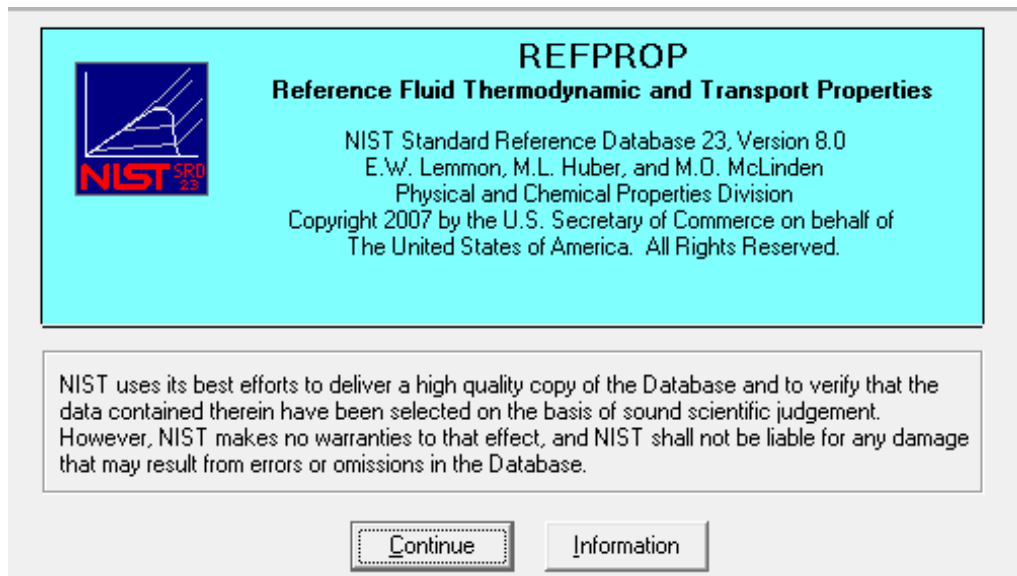 REFPROP
Reference Fluid Thermodynamic and Transport Properties
NIST Standard Reference Database 23, Version 8.0
E.W. Lemmon, M.L. Huber, and M.O. McLinden
Physical and Chemical Properties Division
Copyright 2007 by the U.S. Secretary of Commerce on behalf of
The United States of America.  All Rights Reserved.
NIST SRD 23
NIST uses its best efforts to deliver a high quality copy of the Database and to verify that the
data contained therein have been selected on the basis of sound scientific judgement.
However, NIST makes no warranties to that effect, and NIST shall not be liable for any damage
that may result from errors or omissions in the Database.
Continue
Information